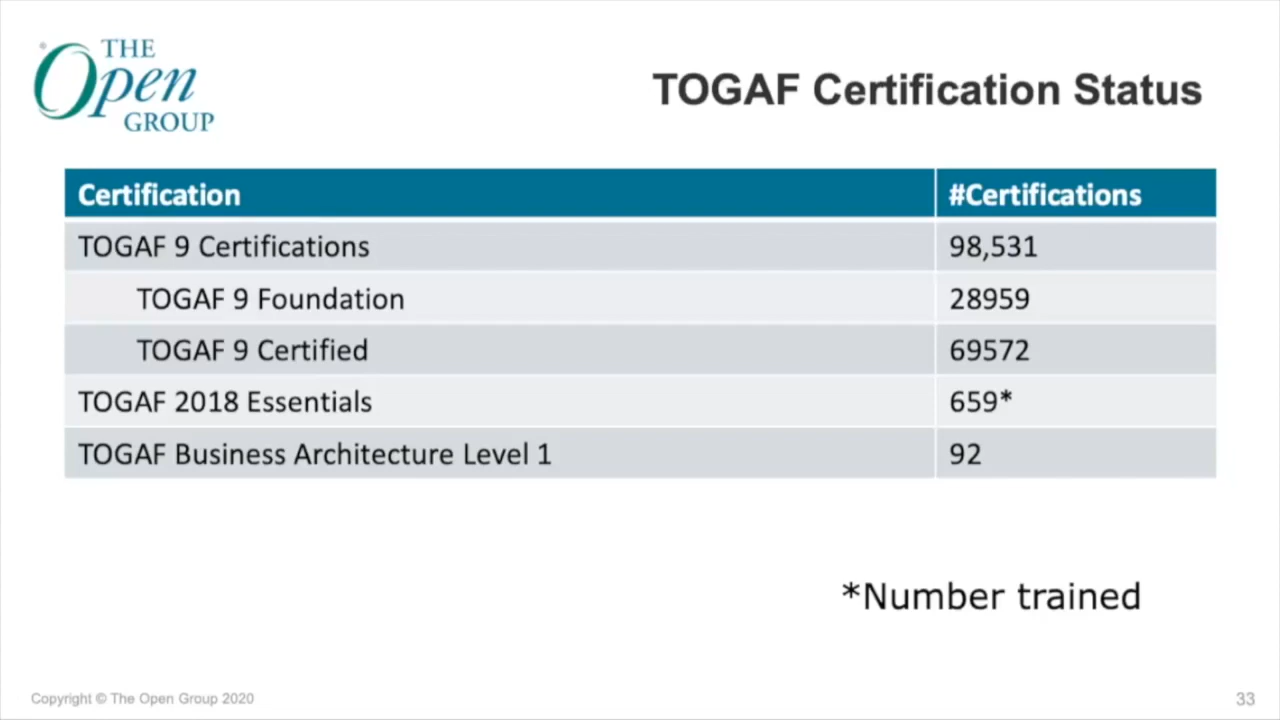 THE
Open
GROUP
TOGAF Certification Status
Certification #Certifications
TOGAF 9 Certifications 98,531
TOGAF 9 Foundation 28959
TOGAF 9 Certified 69572
TOGAF 2018 Essentials 659*
TOGAF Business Architecture Level 1 92
*Number trained
Copyright © The Open Group 2020 33